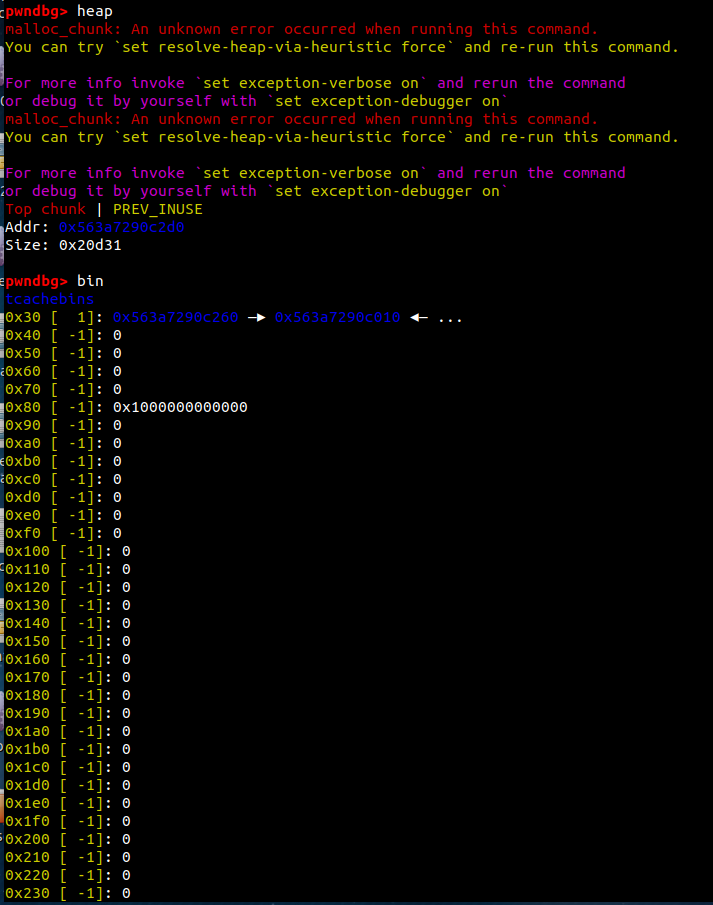 pwndbg> heap
malloc_chunk: An unknown error occurred when running this command.
You can try `set resolve-heap-via-heuristic force` and re-run this command.
For more info invoke `set exception-verbose on` and rerun the command
or debug it by yourself with `set exception-debugger on`
malloc_chunk: An unknown error occurred when running this command.
You can try `set resolve-heap-via-heuristic force` and re-run this command.
For more info invoke `set exception-verbose on` and rerun the command
or debug it by yourself with `set exception-debugger on`
Top chunk | PREV_INUSE
Addr: 0x563a7290c2d0
Size: 0x20d31
pwndbg> bin
tcachebins
0x30 [  1]: 0x563a7290c260 —▸ 0x563a7290c010 ◂— ...
0x40 [ -1]: 0
0x50 [ -1]: 0
0x60 [ -1]: 0
0x70 [ -1]: 0
0x80 [ -1]: 0x1000000000000
0x90 [ -1]: 0
0xa0 [ -1]: 0
0xb0 [ -1]: 0
0xc0 [ -1]: 0
0xd0 [ -1]: 0
0xe0 [ -1]: 0
0xf0 [ -1]: 0
0x100 [ -1]: 0
0x110 [ -1]: 0
0x120 [ -1]: 0
0x130 [ -1]: 0
0x140 [ -1]: 0
0x150 [ -1]: 0
0x160 [ -1]: 0
0x170 [ -1]: 0
0x180 [ -1]: 0
0x190 [ -1]: 0
0x1a0 [ -1]: 0
0x1b0 [ -1]: 0
0x1c0 [ -1]: 0
0x1d0 [ -1]: 0
0x1e0 [ -1]: 0
0x1f0 [ -1]: 0
0x200 [ -1]: 0
0x210 [ -1]: 0
0x220 [ -1]: 0
0x230 [ -1]: 0